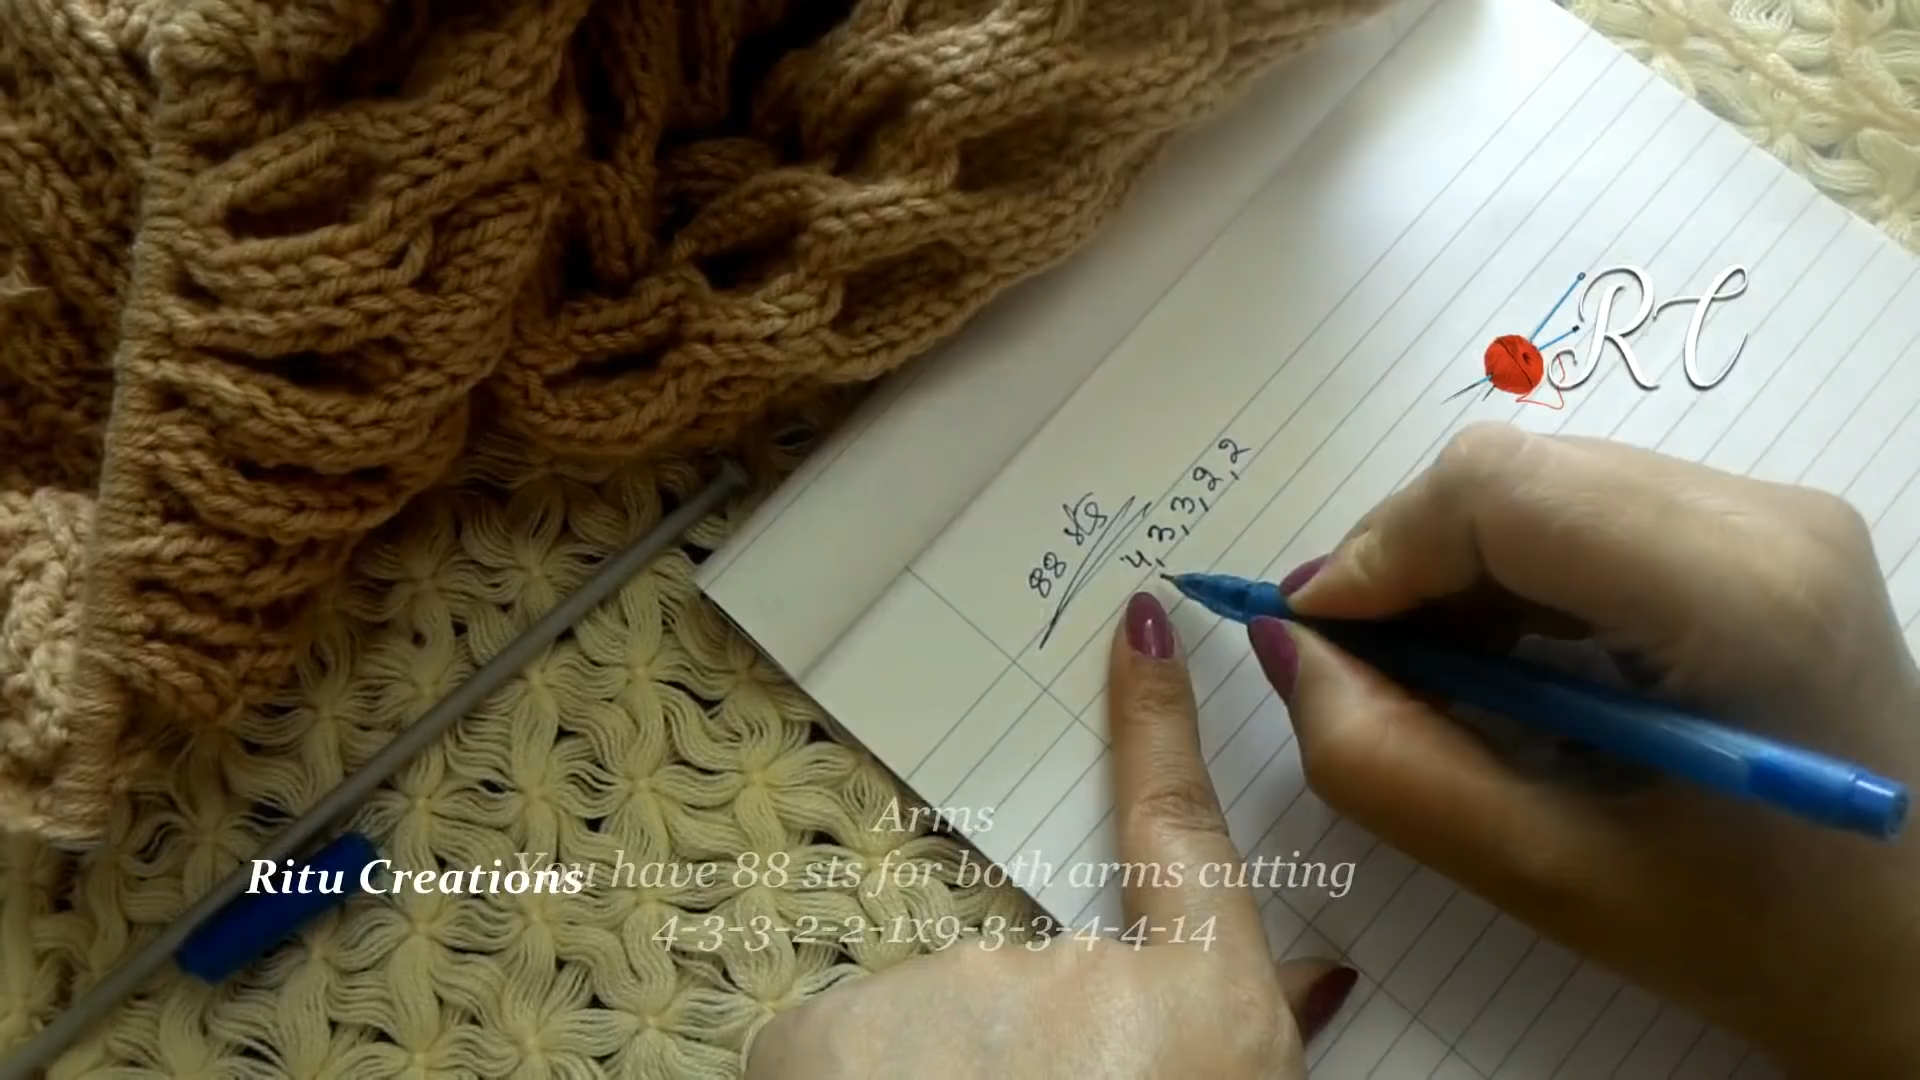 RC
88 sts
4, 3, 3, 2, 2
Arms
You have 88 sts for both arms cutting
4-3-3-2-2-1x9-3-3-4-4-14
Ritu Creations